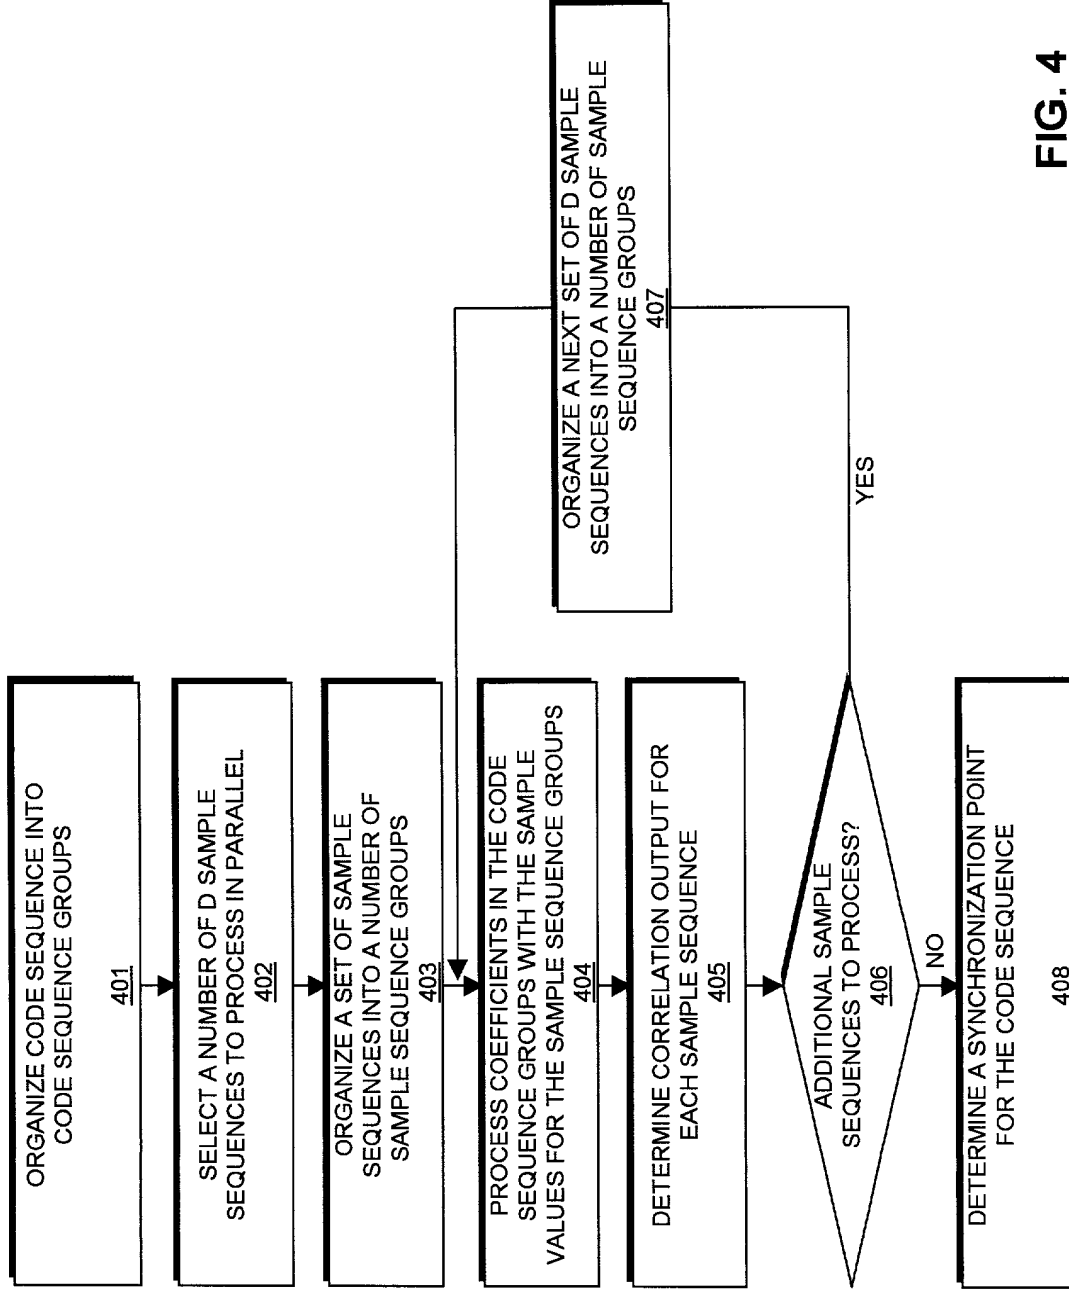 ORGANIZE CODE SEQUENCE INTO
CODE SEQUENCE GROUPS
401
SELECT A NUMBER OF D SAMPLE
SEQUENCES TO PROCESS IN PARALLEL
402
ORGANIZE A SET OF SAMPLE
SEQUENCES INTO A NUMBER OF
SAMPLE SEQUENCE GROUPS
403
PROCESS COEFFICIENTS IN THE CODE
SEQUENCE GROUPS WITH THE SAMPLE
VALUES FOR THE SAMPLE SEQUENCE GROUPS
404
DETERMINE CORRELATION OUTPUT FOR
EACH SAMPLE SEQUENCE
405
ADDITIONAL SAMPLE
SEQUENCES TO PROCESS?
406
YES
ORGANIZE A NEXT SET OF D SAMPLE
SEQUENCES INTO A NUMBER OF SAMPLE
SEQUENCE GROUPS
407
NO
DETERMINE A SYNCHRONIZATION POINT
FOR THE CODE SEQUENCE
408
FIG. 4